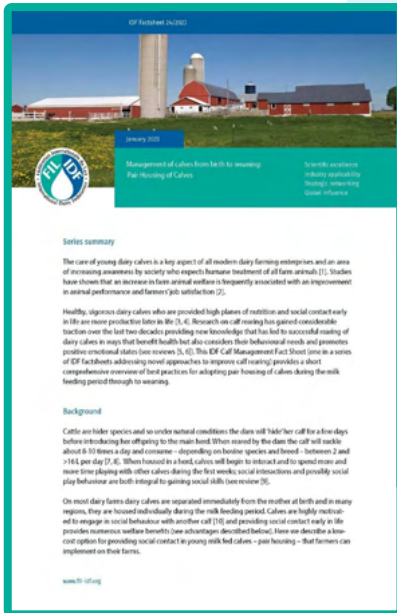 IDF Factsheet 24/2023
January 2023
Management of calves from birth to weaning:
Pair Housing of Calves
Scientific excellence
Industry applicability
Strategic networking
Global influence
FIL IDF
Series summary
The care of young dairy calves is a key aspect of all modern dairy farming enterprises and an area
of increasing awareness by society who expects humane treatment of all farm animals [1]. Studies
have shown that an increase in farm animal welfare is frequently associated with an improvement
in animal performance and farmers' job satisfaction [2].
Healthy, vigorous dairy calves who are provided high planes of nutrition and social contact early
in life are more productive later in life [3, 4]. Research on calf rearing has gained considerable
traction over the last two decades providing new knowledge that has led to successful rearing of
dairy calves in ways that benefit health but also considers their behavioural needs and promotes
positive emotional states (see reviews [5, 6]). This IDF Calf Management Fact Sheet (one in a series
of IDF factsheets addressing novel approaches to improve calf rearing) provides a short
comprehensive overview of best practices for adopting pair housing of calves during the milk
feeding period through to weaning.
Background
Cattle are hider species and so under natural conditions the dam will 'hide' her calf for a few days
before introducing her offspring to the main herd. When reared by the dam the calf will suckle
about 6-10 times a day and consume – depending on bovine species and breed – between 2 and
>16 L per day [7, 8]. When housed in a herd, calves will begin to interact and to spend more and
more time playing with other calves during the first weeks; social interactions and possibly social
play behaviour are both integral to gaining social skills (see review [9].
On most dairy farms dairy calves are separated immediately from the mother at birth and in many
regions, they are housed individually during the milk feeding period. Calves are highly motivat-
ed to engage in social behaviour with another calf [10] and providing social contact early in life
provides numerous welfare benefits (see advantages described below). Here we describe a low-
cost option for providing social contact in young milk fed calves – pair housing – that farmers can
implement on their farms.
www.fil-idf.org